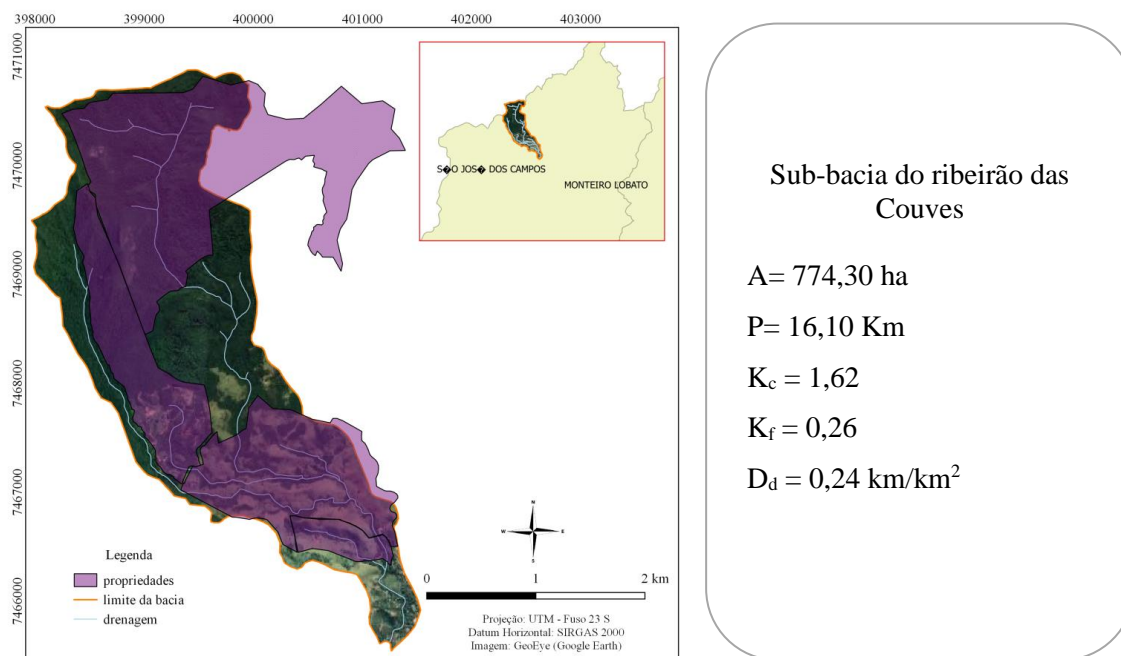 398000 399000 400000 401000 402000 403000
7471000
7470000
7469000
7468000
7467000
7466000
S�O JOS� DOS CAMPOS
MONTEIRO LOBATO
N
W E
S
Legenda
propriedades
limite da bacia
drenagem
0 1 2 km
Projeção: UTM - Fuso 23 S
Datum Horizontal: SIRGAS 2000
Imagem: GeoEye (Google Earth)
Sub-bacia do ribeirão das
Couves
A= 774,30 ha
P= 16,10 Km
Kc = 1,62
Kf = 0,26
Dd = 0,24 km/km²